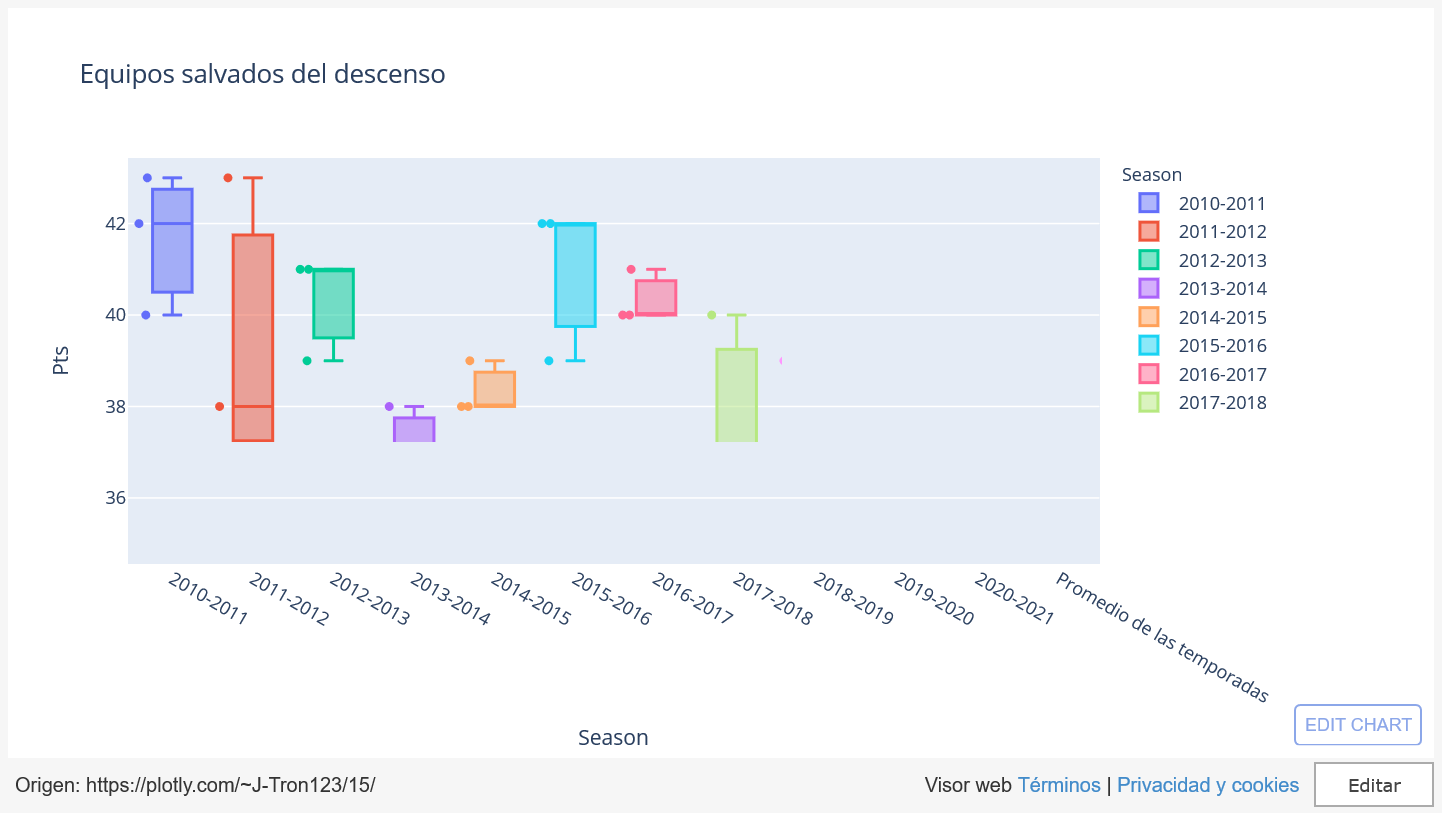 Equipos salvados del descenso
Pts
42
40
38
36
2010-2011
2011-2012
2012-2013
2013-2014
2014-2015
2015-2016
2016-2017
2017-2018
2018-2019
2019-2020
2020-2021
Promedio de las temporadas
Season
Season
2010-2011
2011-2012
2012-2013
2013-2014
2014-2015
2015-2016
2016-2017
2017-2018
EDIT CHART
Origen: https://plotly.com/~J-Tron123/15/
Visor web Términos | Privacidad y cookies
Editar